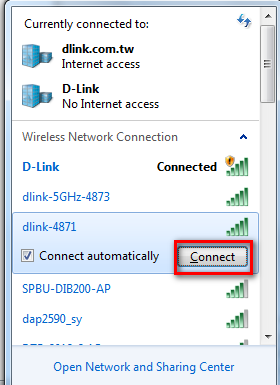 Currently connected to:
dlink.com.tw
Internet access
D-Link
No Internet access
Wireless Network Connection
D-Link Connected
dlink-5GHz-4873
dlink-4871
Connect automatically Connect
SPBU-DIB200-AP
dap2590_sy
Open Network and Sharing Center